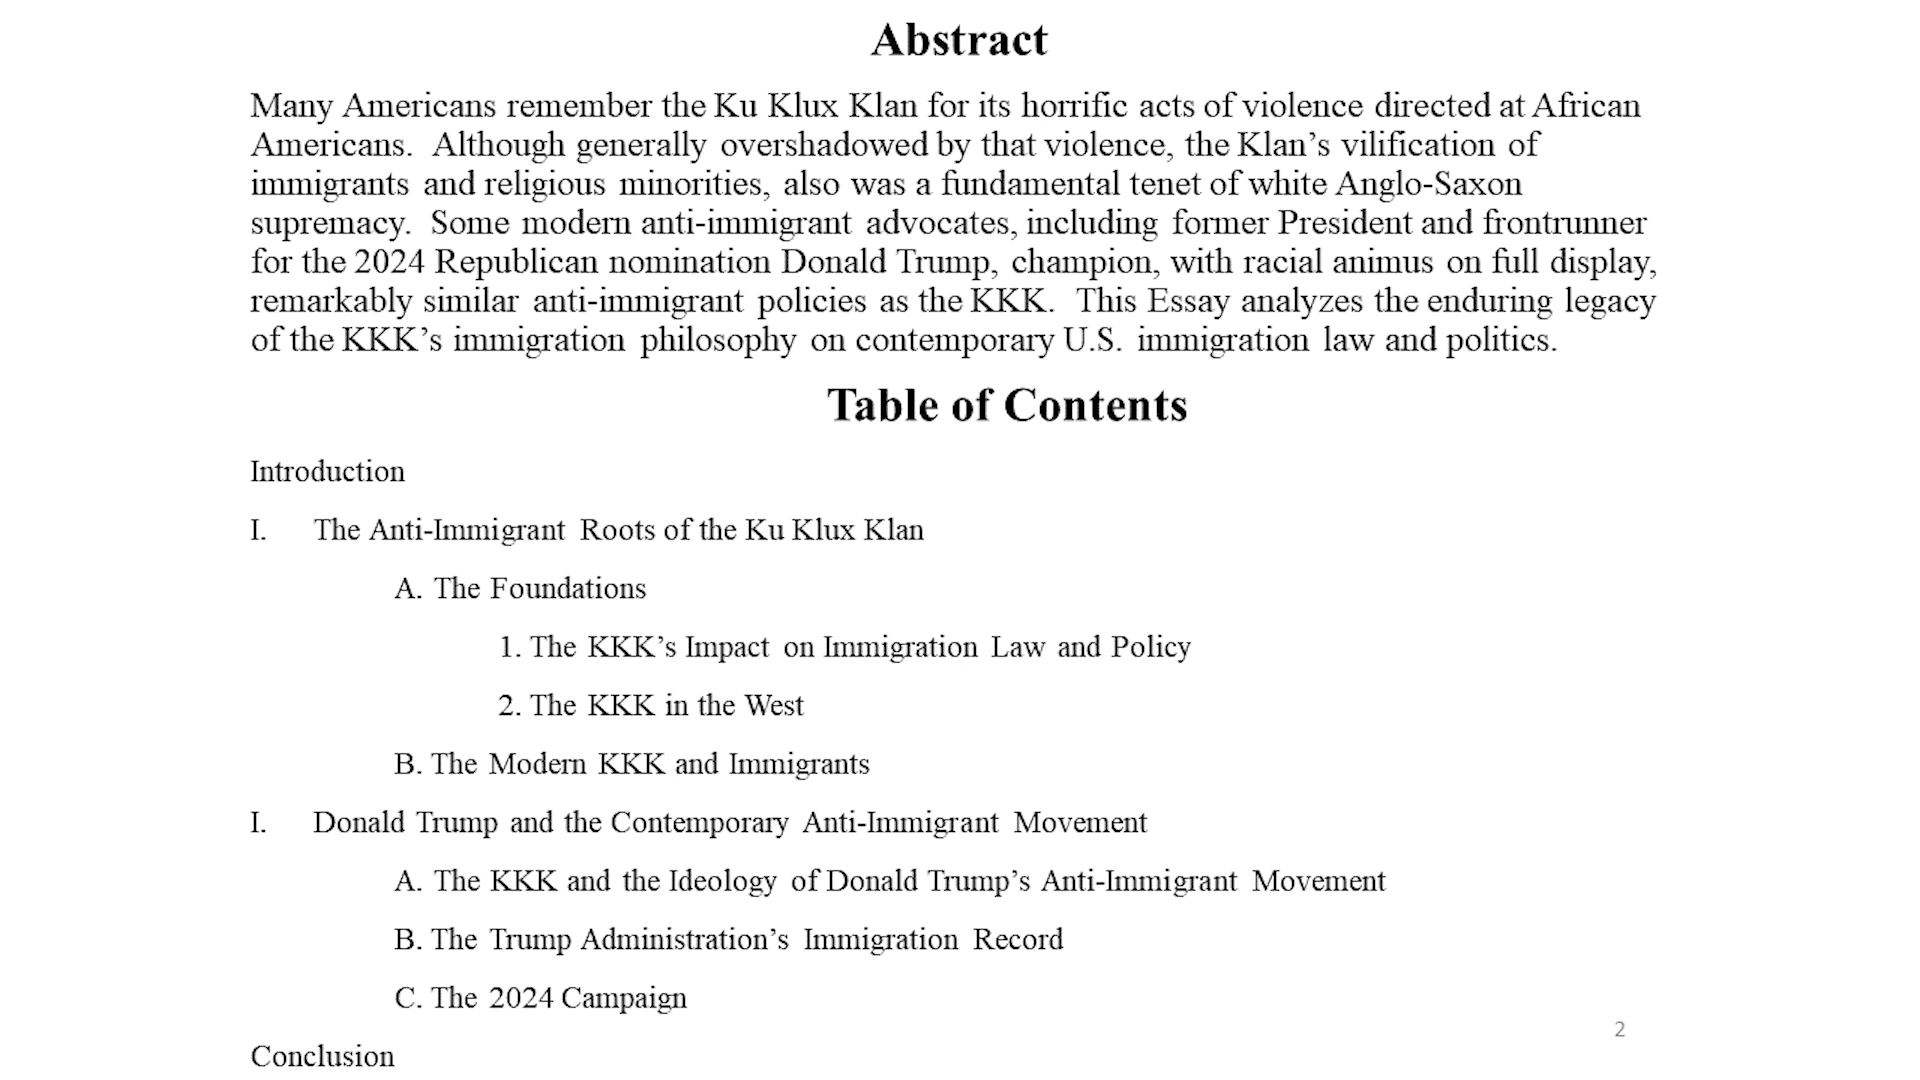 Abstract
Many Americans remember the Ku Klux Klan for its horrific acts of violence directed at African
Americans. Although generally overshadowed by that violence, the Klan’s vilification of
immigrants and religious minorities, also was a fundamental tenet of white Anglo-Saxon
supremacy. Some modern anti-immigrant advocates, including former President and frontrunner
for the 2024 Republican nomination Donald Trump, champion, with racial animus on full display,
remarkably similar anti-immigrant policies as the KKK. This Essay analyzes the enduring legacy
of the KKK’s immigration philosophy on contemporary U.S. immigration law and politics.
Table of Contents
Introduction
I. The Anti-Immigrant Roots of the Ku Klux Klan
A. The Foundations
1. The KKK’s Impact on Immigration Law and Policy
2. The KKK in the West
B. The Modern KKK and Immigrants
I. Donald Trump and the Contemporary Anti-Immigrant Movement
A. The KKK and the Ideology of Donald Trump’s Anti-Immigrant Movement
B. The Trump Administration’s Immigration Record
C. The 2024 Campaign
2
Conclusion